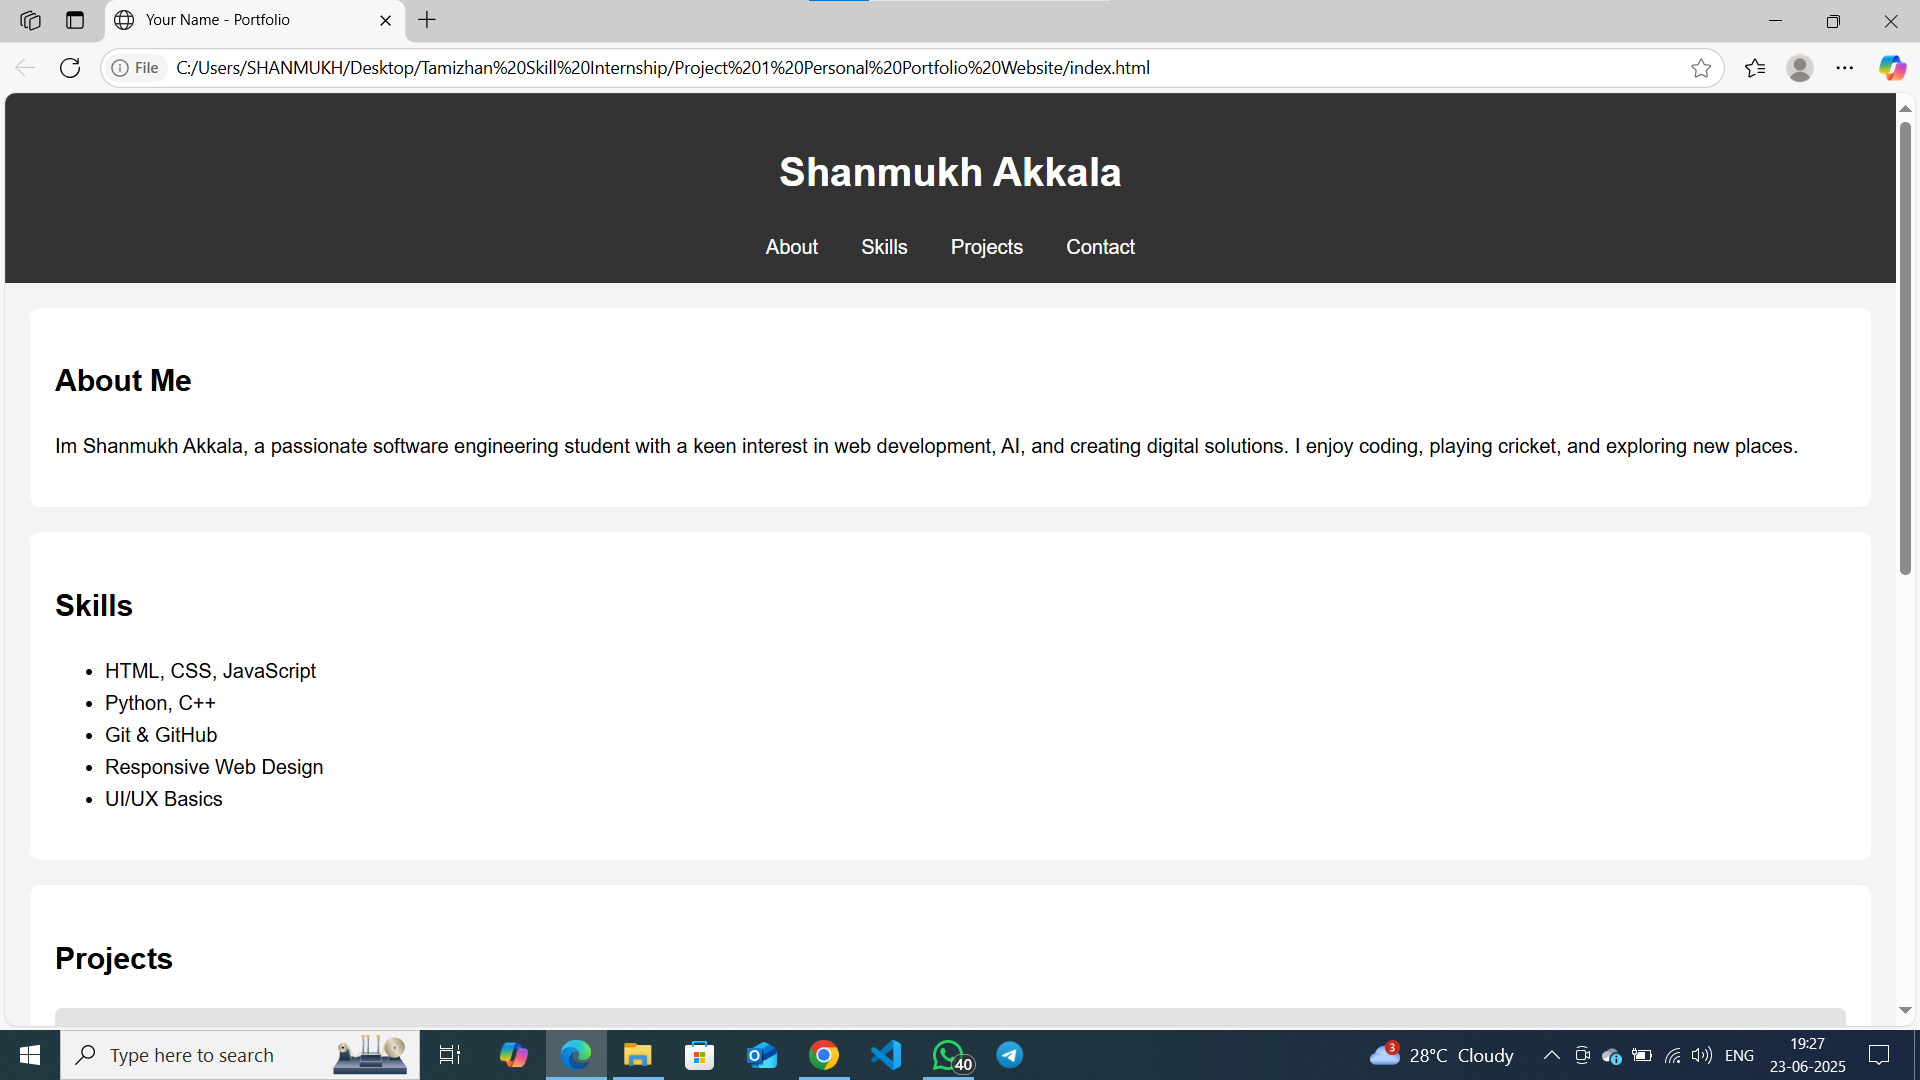 Your Name - Portfolio
File
C:/Users/SHANMUKH/Desktop/Tamizhan%20Skill%20Internship/Project%201%20Personal%20Portfolio%20Website/index.html
Shanmukh Akkala
About Skills Projects Contact
About Me
Im Shanmukh Akkala, a passionate software engineering student with a keen interest in web development, AI, and creating digital solutions. I enjoy coding, playing cricket, and exploring new places.
Skills
• HTML, CSS, JavaScript
• Python, C++
• Git & GitHub
• Responsive Web Design
• UI/UX Basics
Projects
Type here to search
40
3
28°C Cloudy
ENG
19:27
23-06-2025